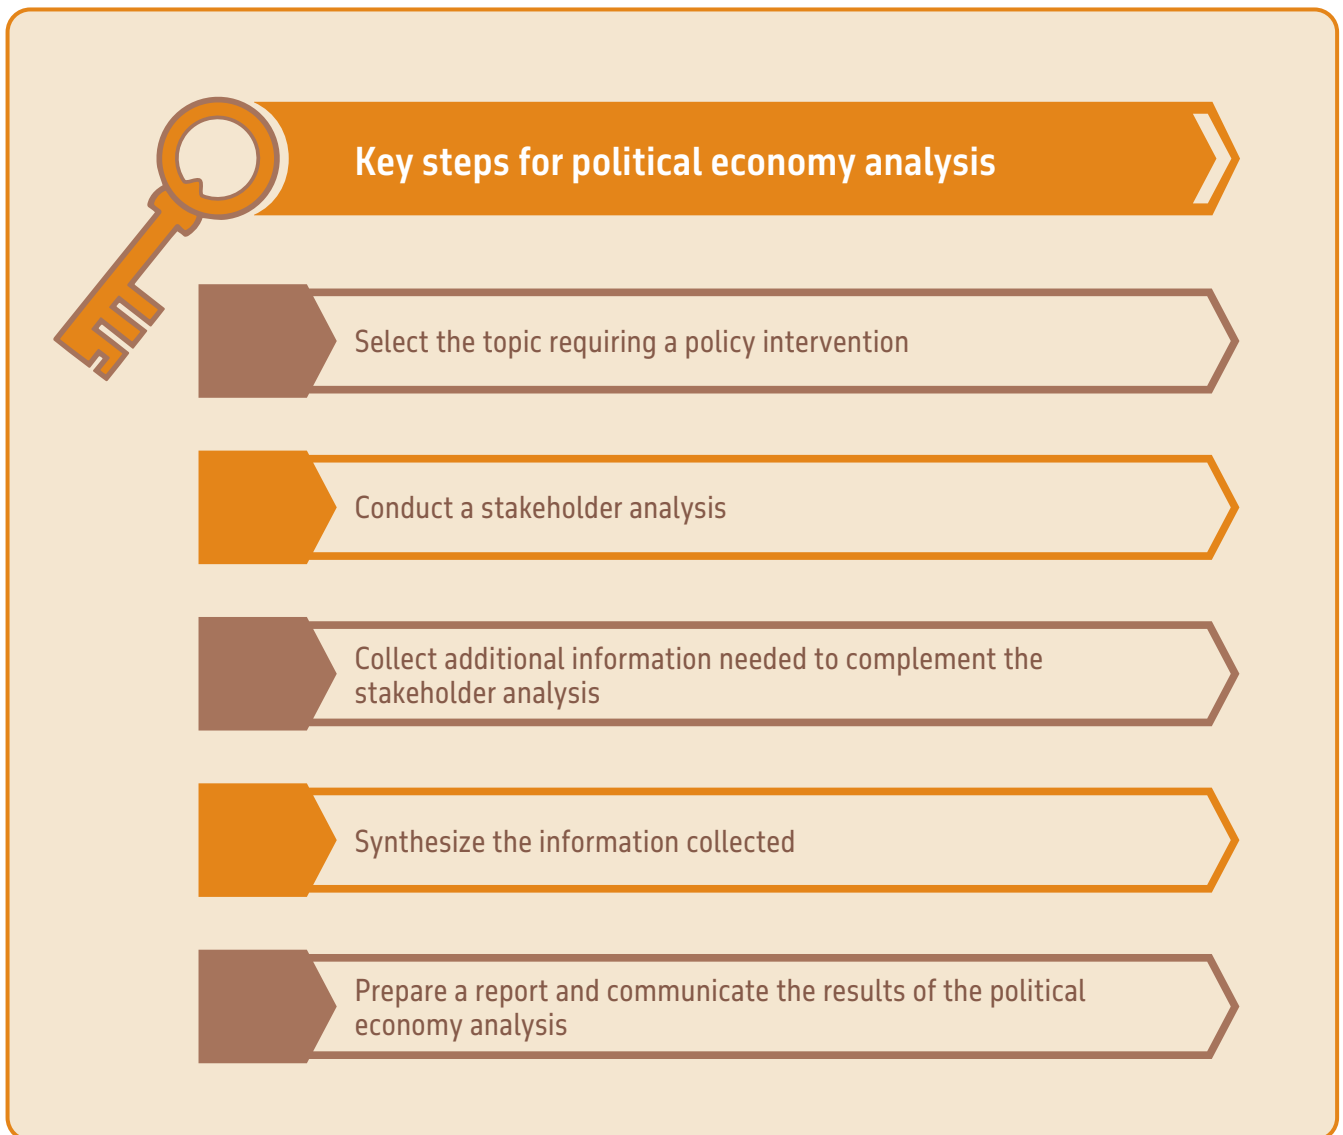 Key steps for political economy analysis
Select the topic requiring a policy intervention
Conduct a stakeholder analysis
Collect additional information needed to complement the
stakeholder analysis
Synthesize the information collected
Prepare a report and communicate the results of the political
economy analysis